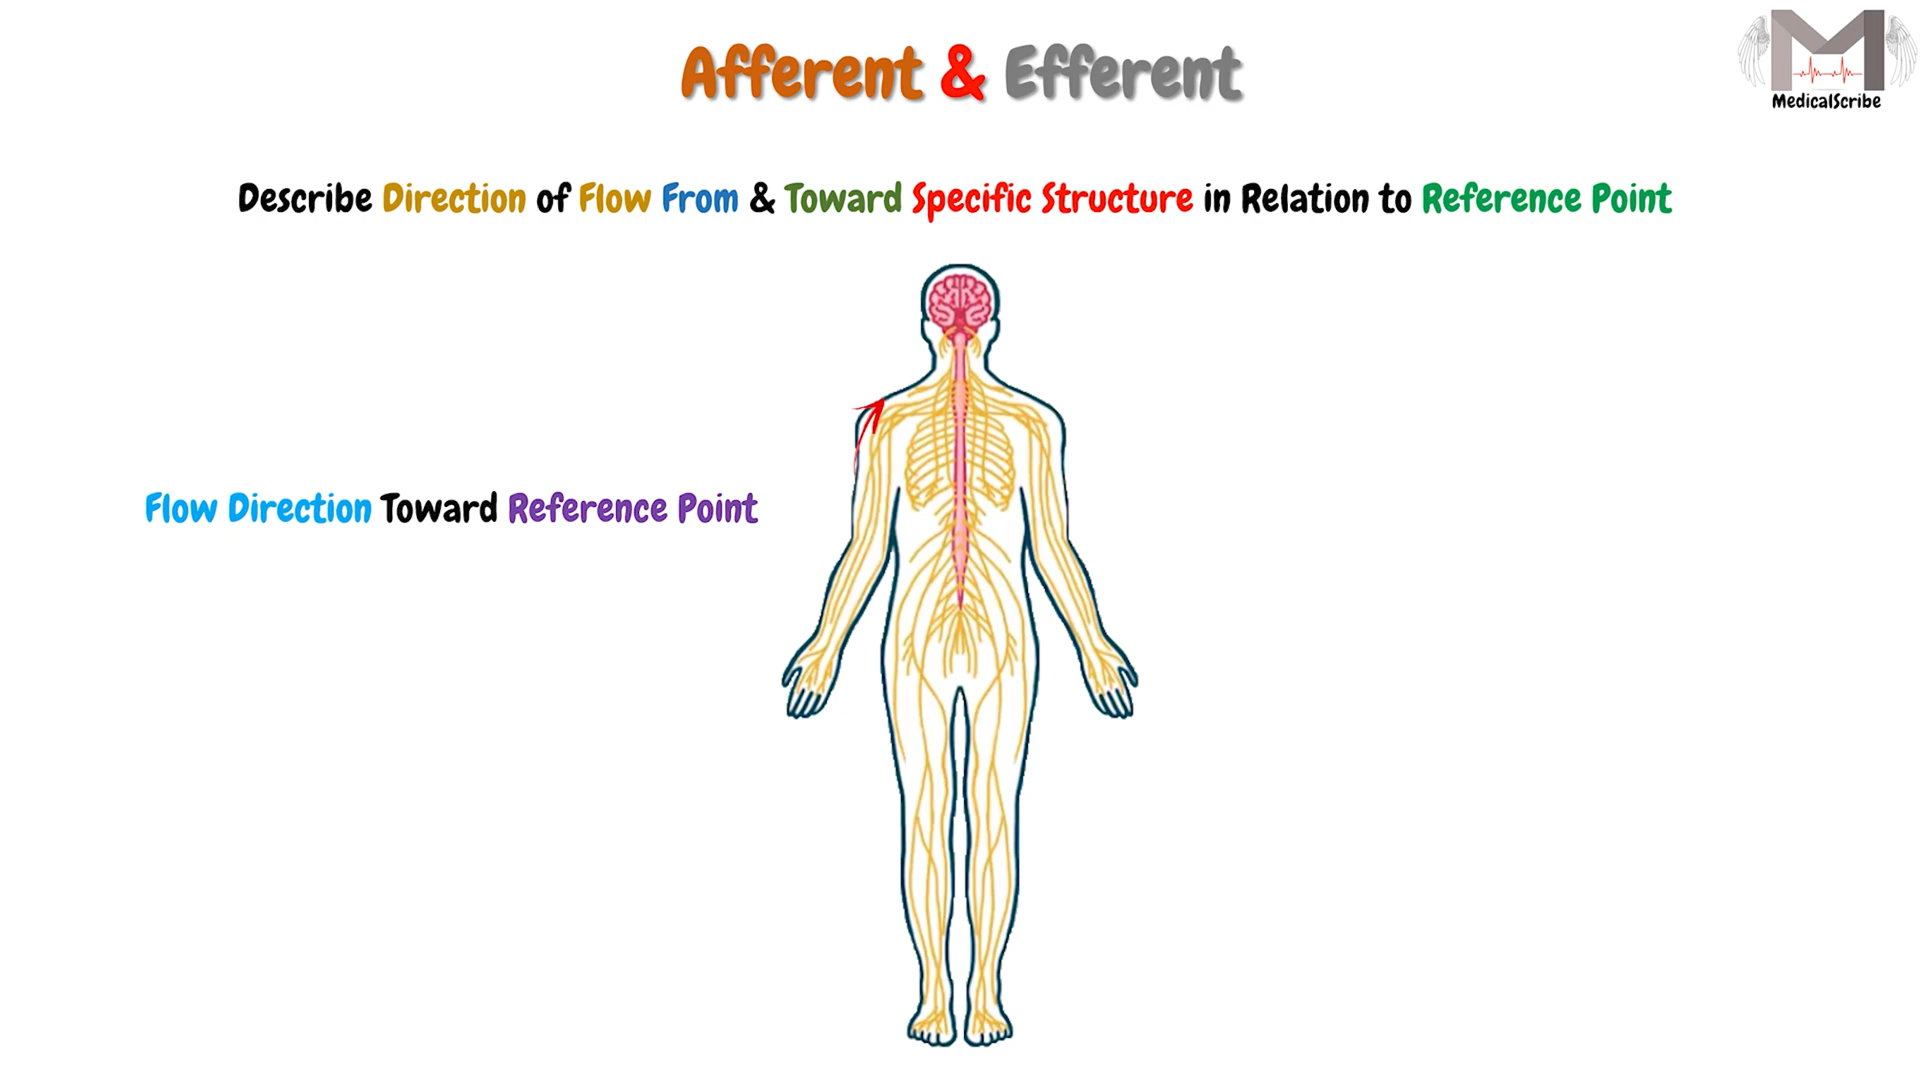 Afferent & Efferent
MedicalScribe
Describe Direction of Flow From & Toward Specific Structure in Relation to Reference Point
Flow Direction Toward Reference Point